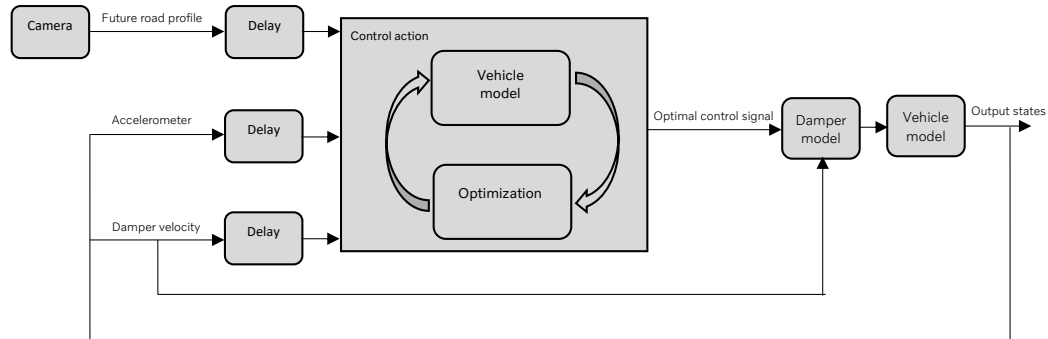 Camera
Future road profile
Delay
Control action
Vehicle
model
Accelerometer
Delay
Optimal control signal
Damper
model
Vehicle
model
Output states
Optimization
Damper velocity
Delay